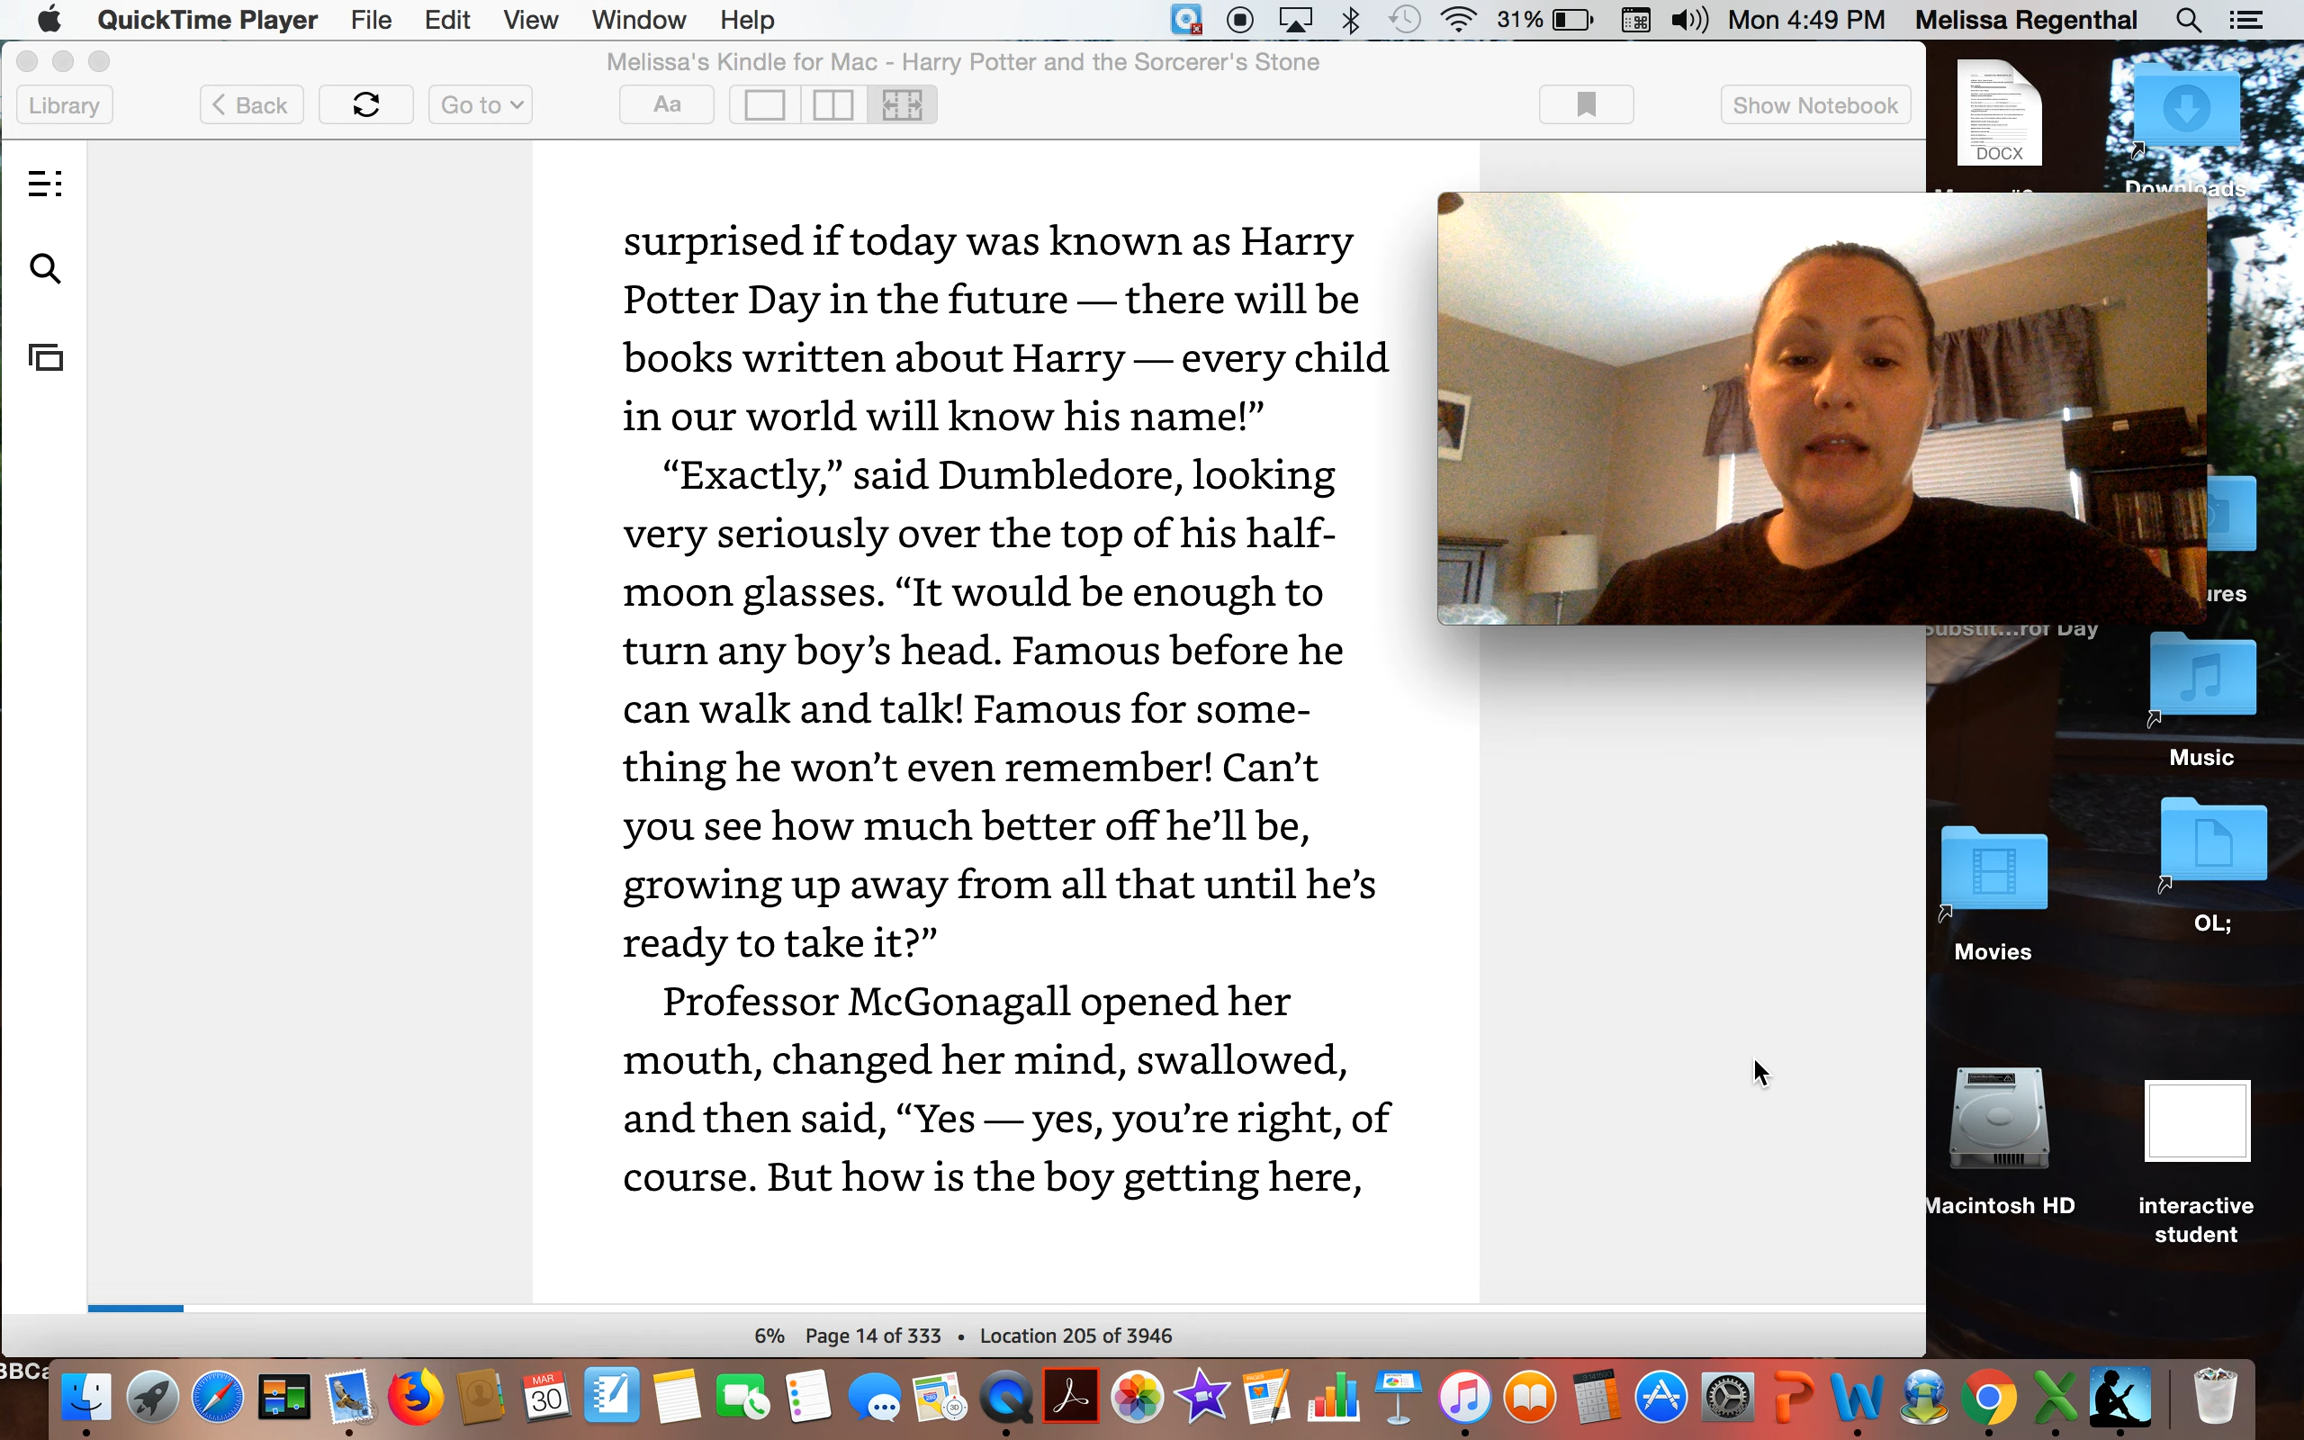 QuickTime Player File Edit View Window Help 31% Mon 4:49 PM Melissa Regenthal
Melissa's Kindle for Mac - Harry Potter and the Sorcerer's Stone
Library Back Go to Aa Show Notebook
DOCX
Downloads
surprised if today was known as Harry
Potter Day in the future — there will be
books written about Harry — every child
in our world will know his name!”
“Exactly,” said Dumbledore, looking
very seriously over the top of his half-
moon glasses. “It would be enough to
turn any boy’s head. Famous before he
can walk and talk! Famous for some-
thing he won’t even remember! Can’t
you see how much better off he’ll be,
growing up away from all that until he’s
ready to take it?”
Professor McGonagall opened her
mouth, changed her mind, swallowed,
and then said, “Yes — yes, you’re right, of
course. But how is the boy getting here,
ures
Substit...rof Day
Music
OL;
Movies
Macintosh HD
interactive
student
6% Page 14 of 333 • Location 205 of 3946
MAR
30